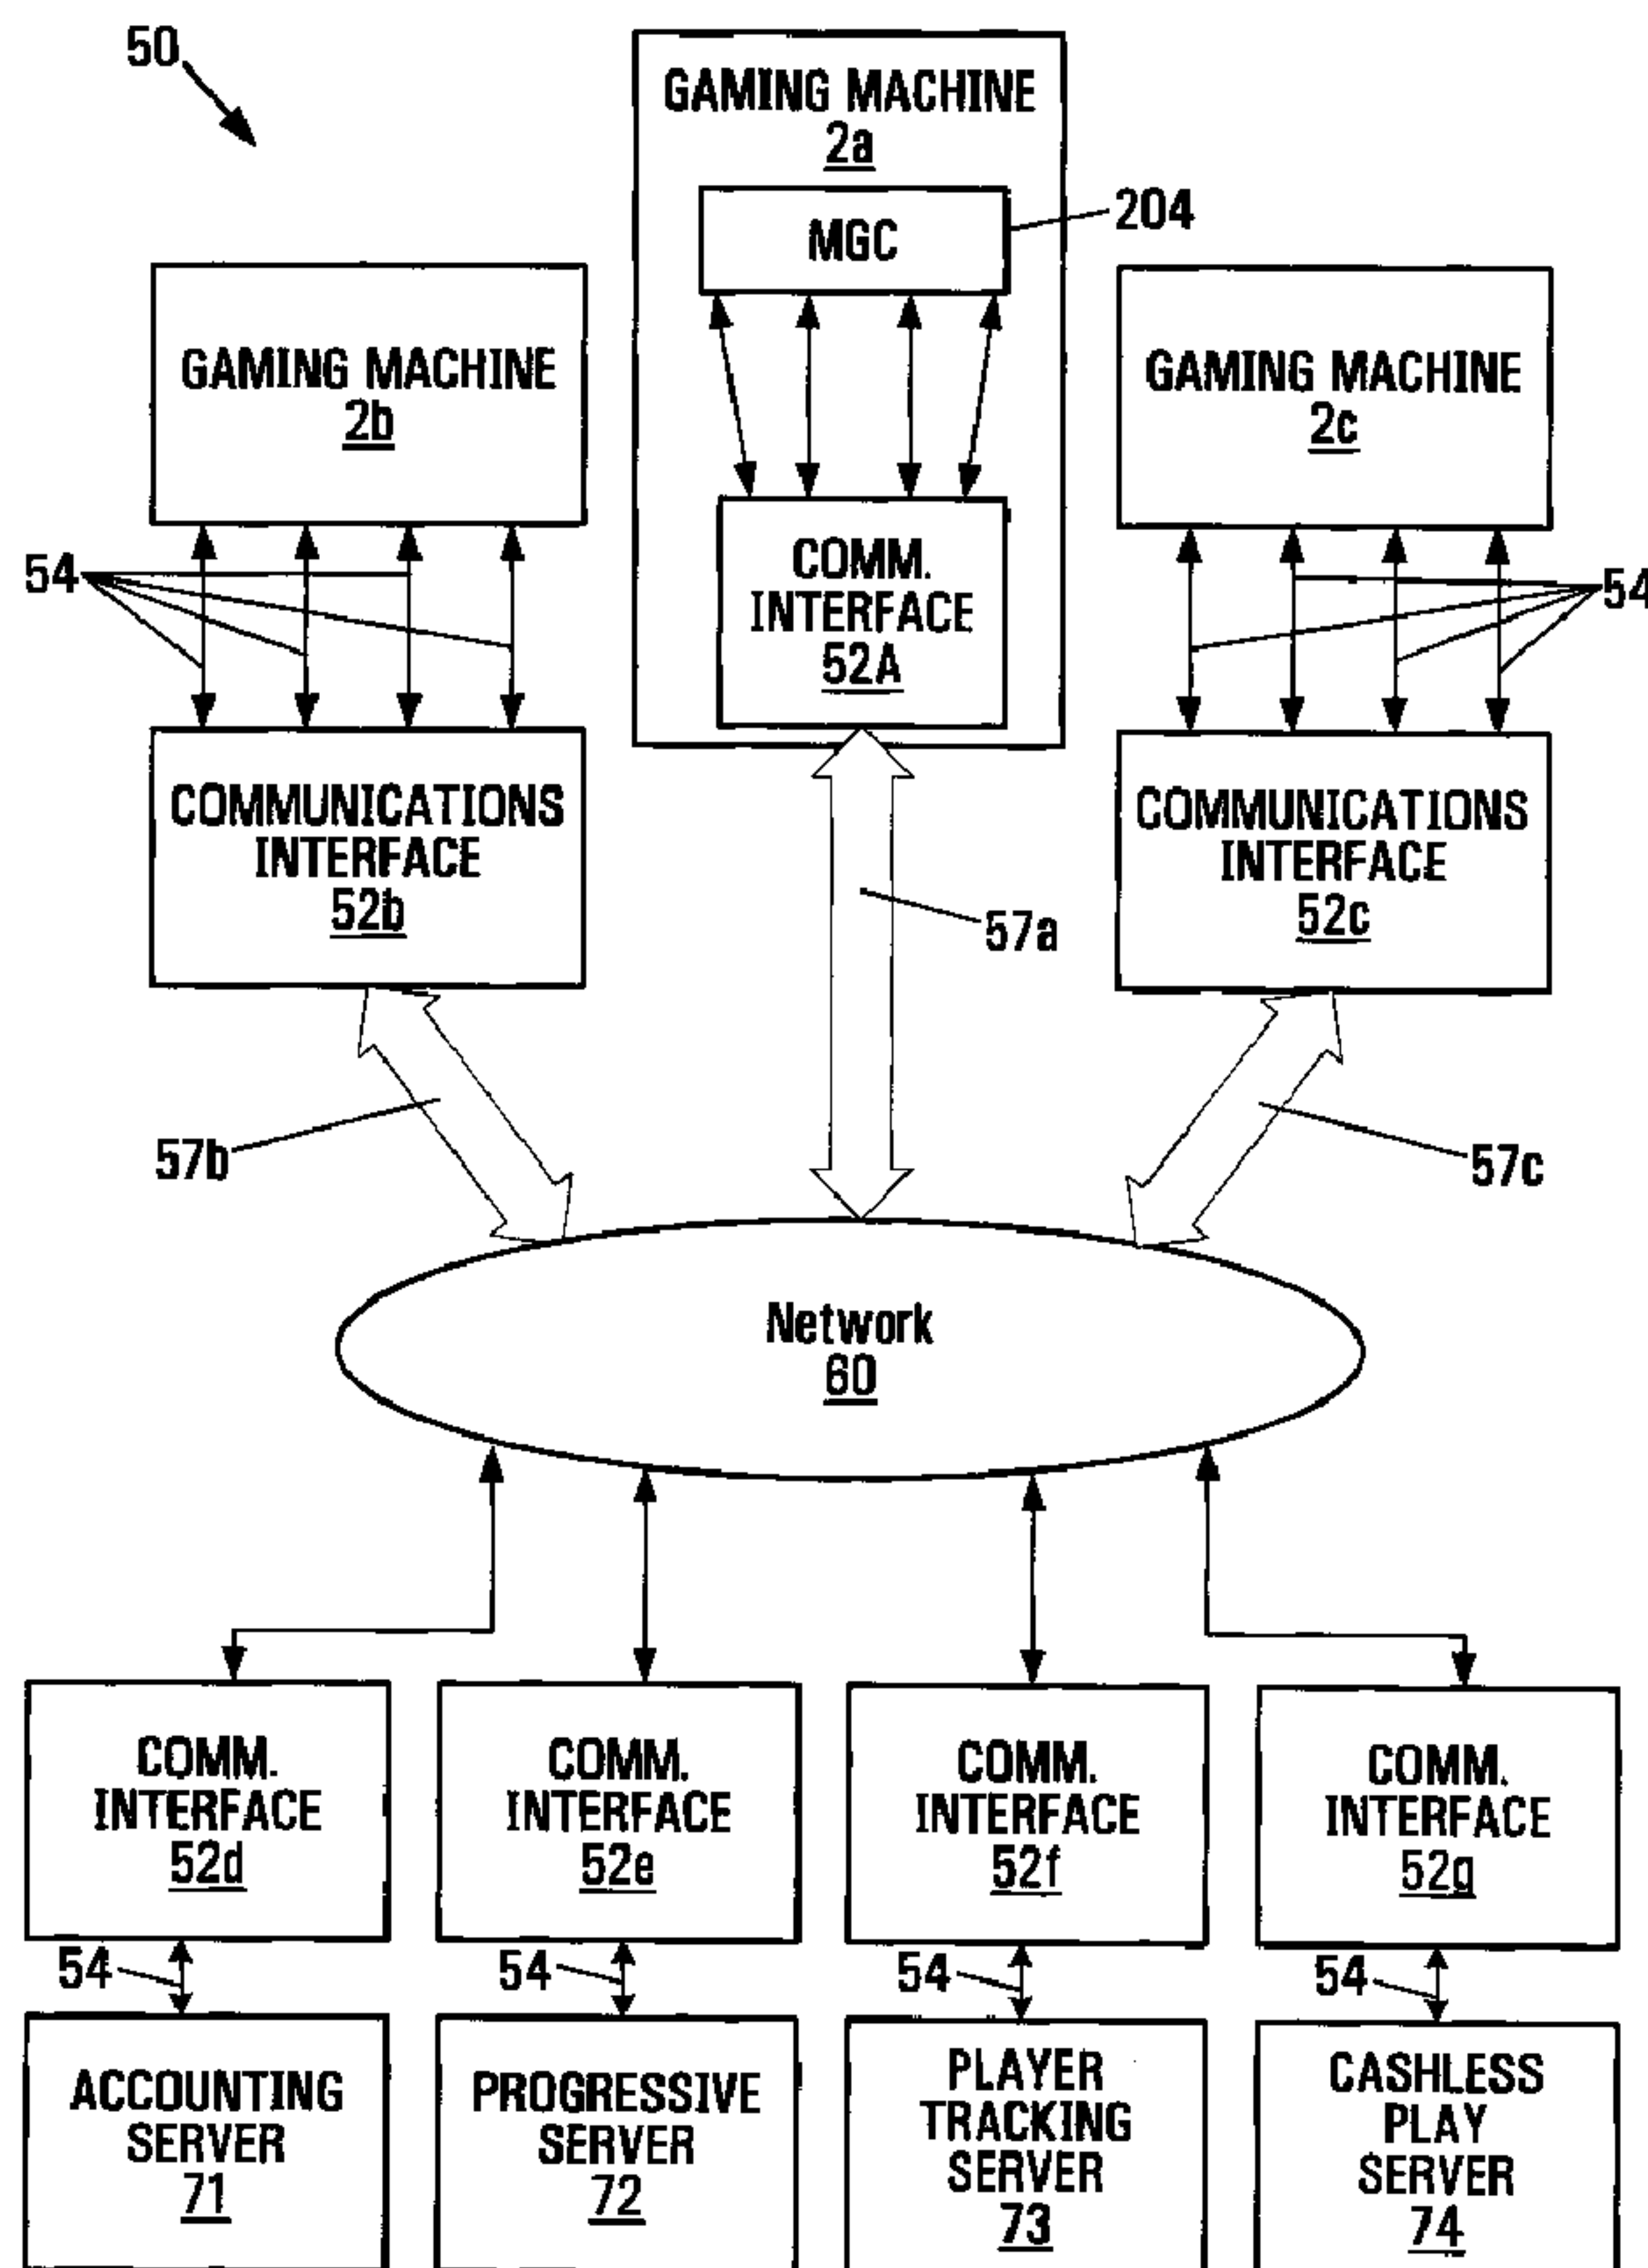 50
GAMING MACHINE
2a
MGC
204
GAMING MACHINE
2b
GAMING MACHINE
2c
54
54
COMM.
INTERFACE
52A
COMMUNICATIONS
INTERFACE
52b
COMMUNICATIONS
INTERFACE
52c
57a
57b
57c
Network
60
COMM.
INTERFACE
52d
COMM.
INTERFACE
52e
COMM.
INTERFACE
52f
COMM.
INTERFACE
52g
54
54
54
54
ACCOUNTING
SERVER
71
PROGRESSIVE
SERVER
72
PLAYER
TRACKING
SERVER
73
CASHLESS
PLAY
SERVER
74